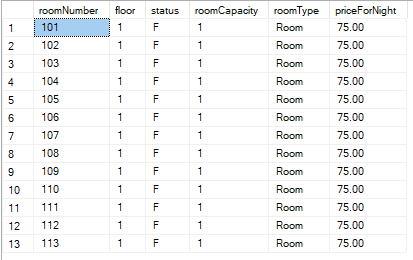 roomNumber floor status roomCapacity roomType priceForNight
1 101 1 F 1 Room 75.00
2 102 1 F 1 Room 75.00
3 103 1 F 1 Room 75.00
4 104 1 F 1 Room 75.00
5 105 1 F 1 Room 75.00
6 106 1 F 1 Room 75.00
7 107 1 F 1 Room 75.00
8 108 1 F 1 Room 75.00
9 109 1 F 1 Room 75.00
10 110 1 F 1 Room 75.00
11 111 1 F 1 Room 75.00
12 112 1 F 1 Room 75.00
13 113 1 F 1 Room 75.00